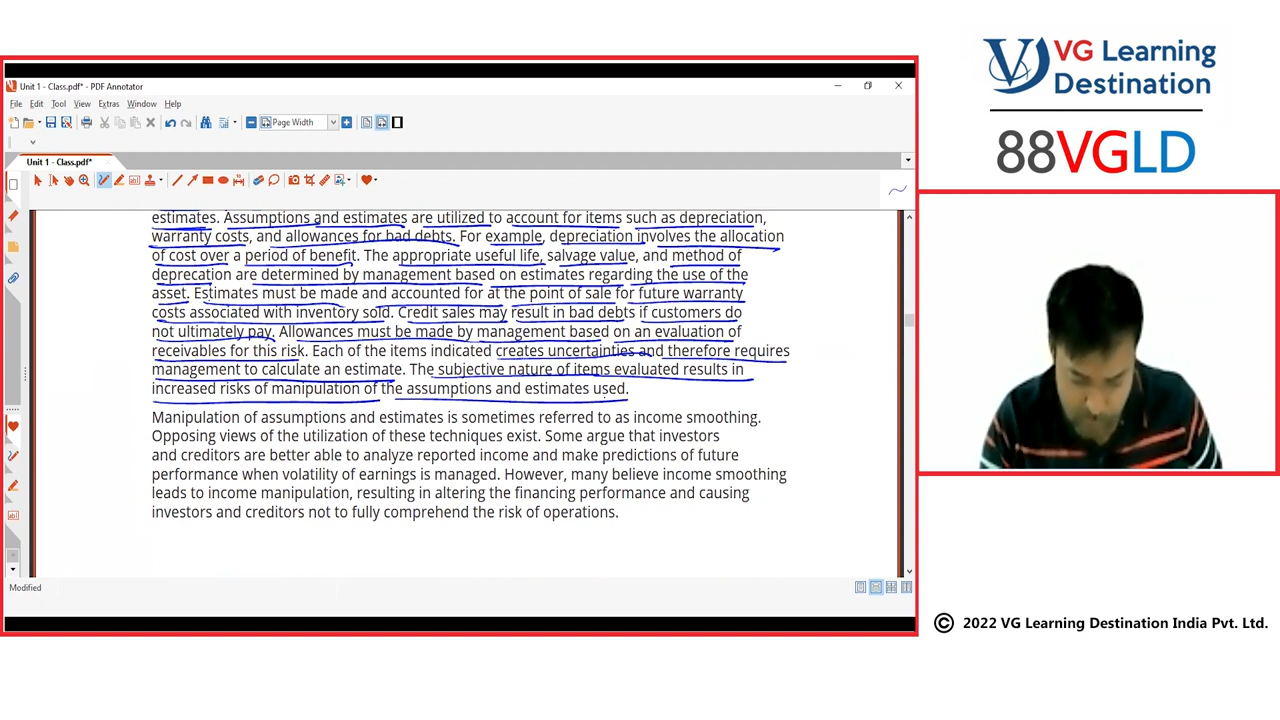 VG Learning
Destination
88VGLD
Unit 1 - Class.pdf* - PDF Annotator
File Edit Tool View Extras Window Help
Page Width
Unit 1 - Class.pdf*
estimates. Assumptions and estimates are utilized to account for items such as depreciation,
warranty costs, and allowances for bad debts. For example, depreciation involves the allocation
of cost over a period of benefit. The appropriate useful life, salvage value, and method of
deprecation are determined by management based on estimates regarding the use of the
asset. Estimates must be made and accounted for at the point of sale for future warranty
costs associated with inventory sold. Credit sales may result in bad debts if customers do
not ultimately pay. Allowances must be made by management based on an evaluation of
receivables for this risk. Each of the items indicated creates uncertainties and therefore requires
management to calculate an estimate. The subjective nature of items evaluated results in
increased risks of manipulation of the assumptions and estimates used.
Manipulation of assumptions and estimates is sometimes referred to as income smoothing.
Opposing views of the utilization of these techniques exist. Some argue that investors
and creditors are better able to analyze reported income and make predictions of future
performance when volatility of earnings is managed. However, many believe income smoothing
leads to income manipulation, resulting in altering the financing performance and causing
investors and creditors not to fully comprehend the risk of operations.
Modified
© 2022 VG Learning Destination India Pvt. Ltd.